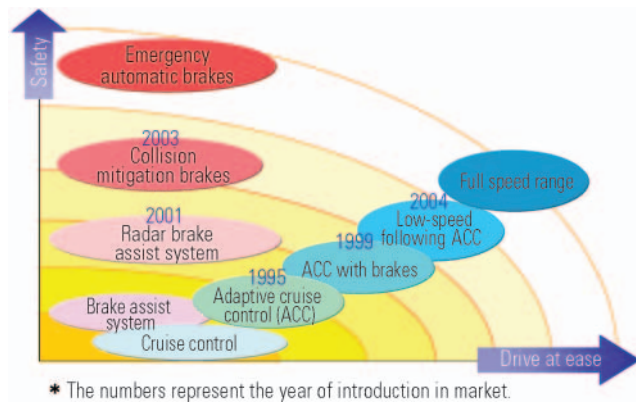 Safety
Emergency
automatic brakes
2003
Collision
mitigation brakes
Full speed range
2004
Low-speed
following ACC
2001
Radar brake
assist system
1999
ACC with brakes
1995
Adaptive cruise
control (ACC)
Brake assist
system
Cruise control
Drive at ease
* The numbers represent the year of introduction in market.